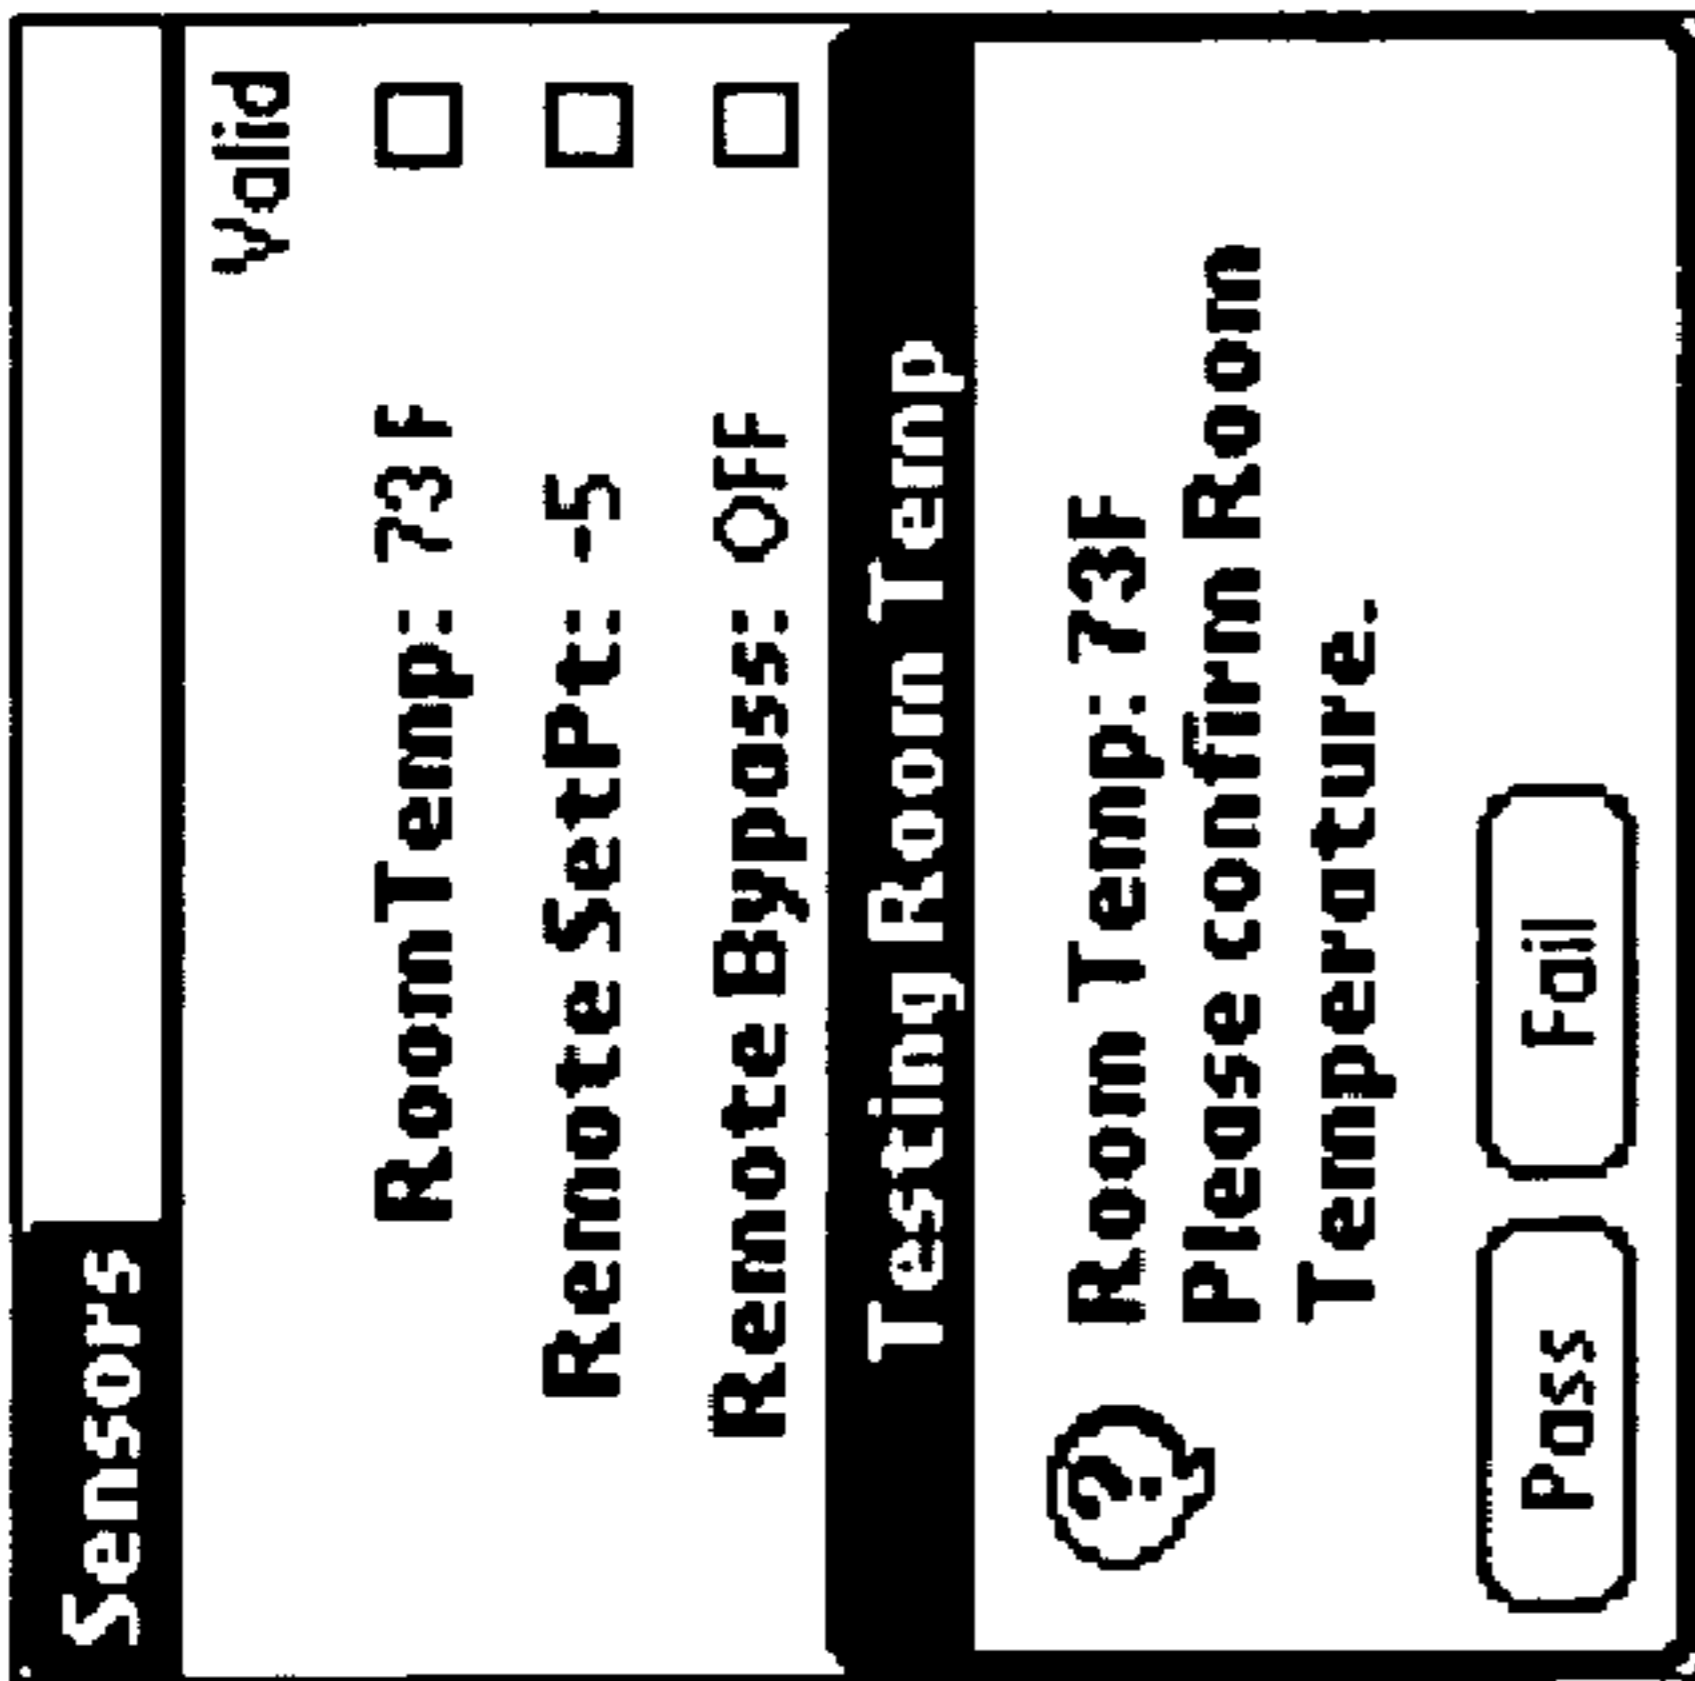 Sensors
Valid
Room Temp: 73 F
Remote SetPt: -5
Remote Bypass: OFF
Testing Room Temp
? Room Temp: 73F
Please confirm Room
Temperature.
Pass Fail